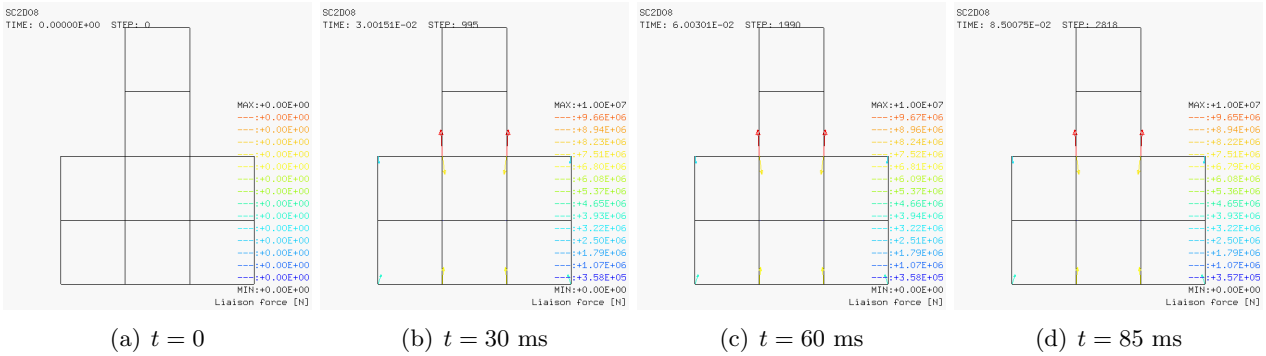 SC2D08
TIME: 0.00000E+00 STEP: 0
MAX:+0.00E+00
---:+0.00E+00
---:+0.00E+00
---:+0.00E+00
---:+0.00E+00
---:+0.00E+00
---:+0.00E+00
---:+0.00E+00
---:+0.00E+00
---:+0.00E+00
---:+0.00E+00
---:+0.00E+00
---:+0.00E+00
---:+0.00E+00
---:+0.00E+00
MIN:+0.00E+00
Liaison force [N]
(a) t = 0
SC2D08
TIME: 3.00151E-02 STEP: 995
MAX:+1.00E+07
---:+9.66E+06
---:+8.94E+06
---:+8.23E+06
---:+7.51E+06
---:+6.80E+06
---:+6.08E+06
---:+5.37E+06
---:+4.65E+06
---:+3.93E+06
---:+3.22E+06
---:+2.50E+06
---:+1.79E+06
---:+1.07E+06
---:+3.58E+05
MIN:+0.00E+00
Liaison force [N]
(b) t = 30 ms
SC2D08
TIME: 6.00301E-02 STEP: 1990
MAX:+1.00E+07
---:+9.67E+06
---:+8.96E+06
---:+8.24E+06
---:+7.52E+06
---:+6.81E+06
---:+6.09E+06
---:+5.37E+06
---:+4.66E+06
---:+3.94E+06
---:+3.22E+06
---:+2.51E+06
---:+1.79E+06
---:+1.07E+06
---:+3.58E+05
MIN:+0.00E+00
Liaison force [N]
(c) t = 60 ms
SC2D08
TIME: 8.50075E-02 STEP: 2818
MAX:+1.00E+07
---:+9.65E+06
---:+8.94E+06
---:+8.22E+06
---:+7.51E+06
---:+6.79E+06
---:+6.08E+06
---:+5.36E+06
---:+4.65E+06
---:+3.93E+06
---:+3.22E+06
---:+2.50E+06
---:+1.79E+06
---:+1.07E+06
---:+3.57E+05
MIN:+0.00E+00
Liaison force [N]
(d) t = 85 ms